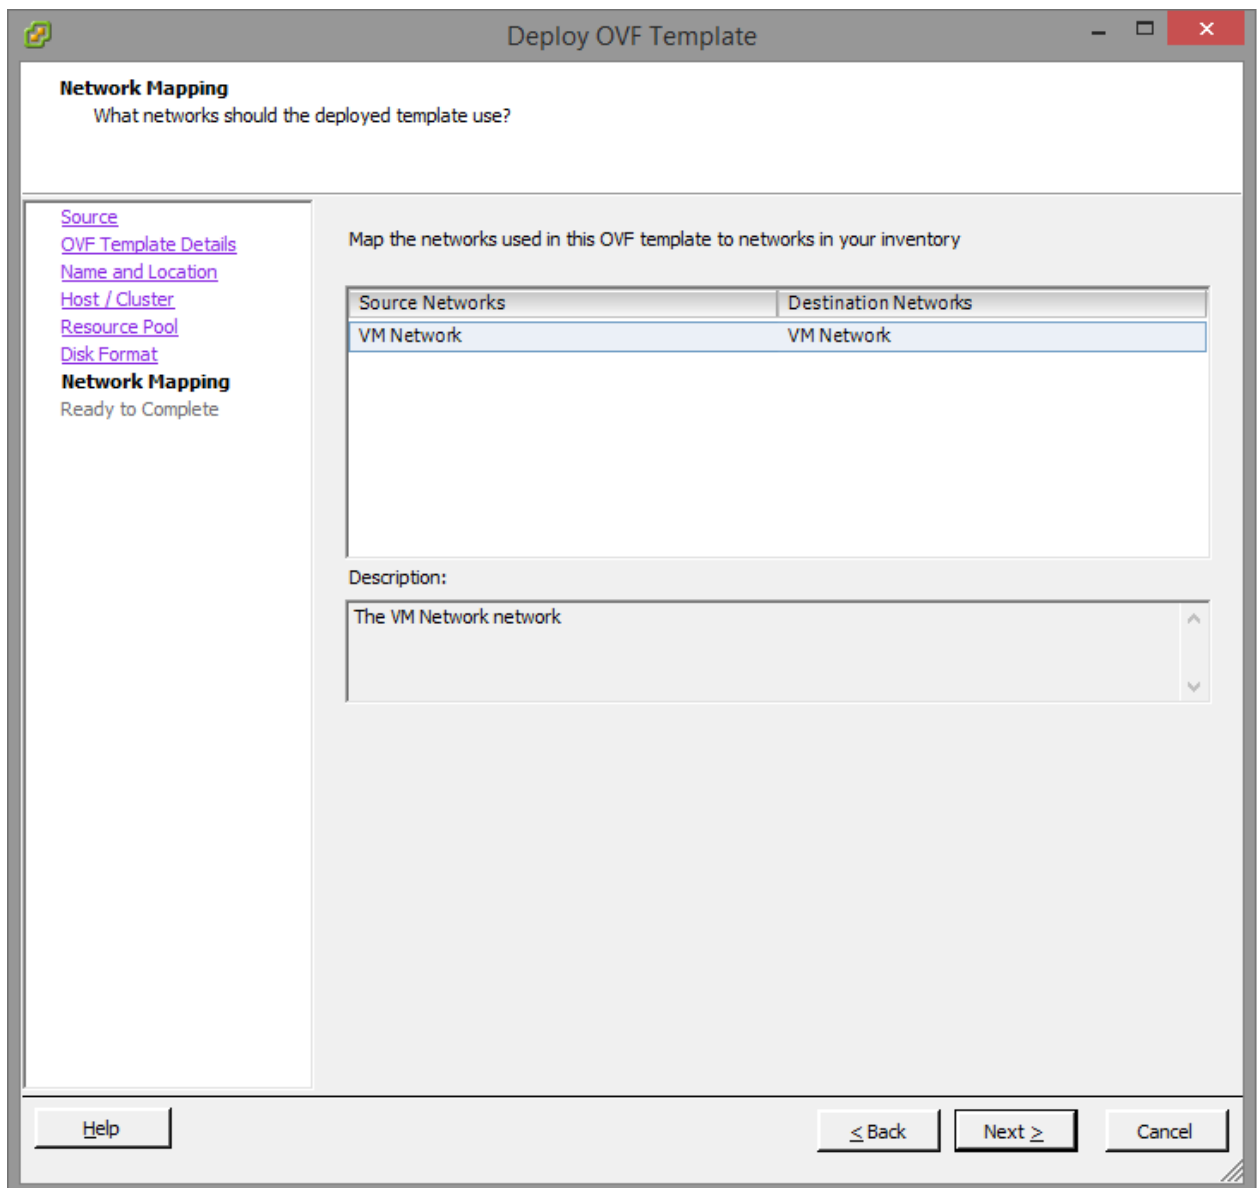 Deploy OVF Template
Network Mapping
What networks should the deployed template use?
Source
OVF Template Details
Name and Location
Host / Cluster
Resource Pool
Disk Format
Network Mapping
Ready to Complete
Map the networks used in this OVF template to networks in your inventory
Source Networks Destination Networks
VM Network VM Network
Description:
The VM Network network
Help < Back Next > Cancel